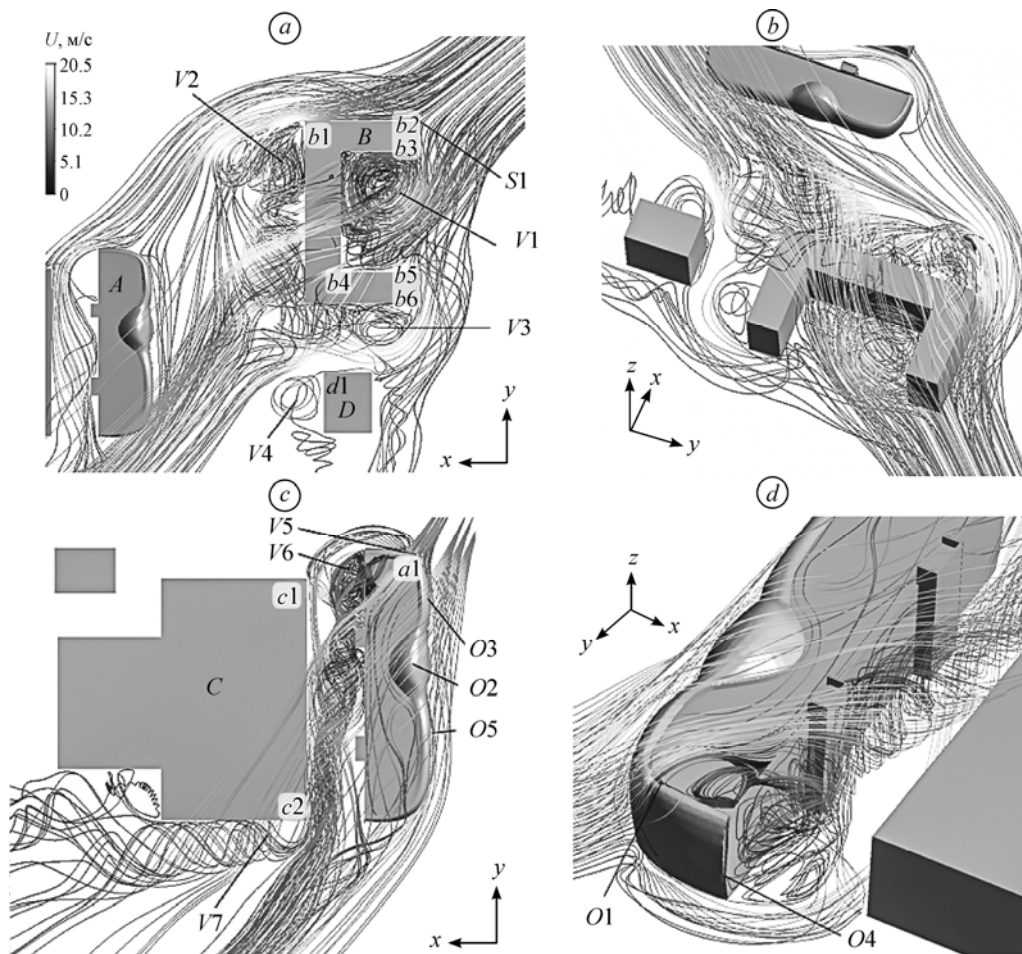 a
b
U, м/с
20.5
15.3
10.2
5.1
0
V2
b1
B
b2
b3
S1
V1
A
b4
b5
b6
V3
d1
D
V4
y
x
z
x
y
c
d
V5
V6
a1
c1
O3
C
O2
O5
c2
V7
y
x
z
y
x
O1
O4